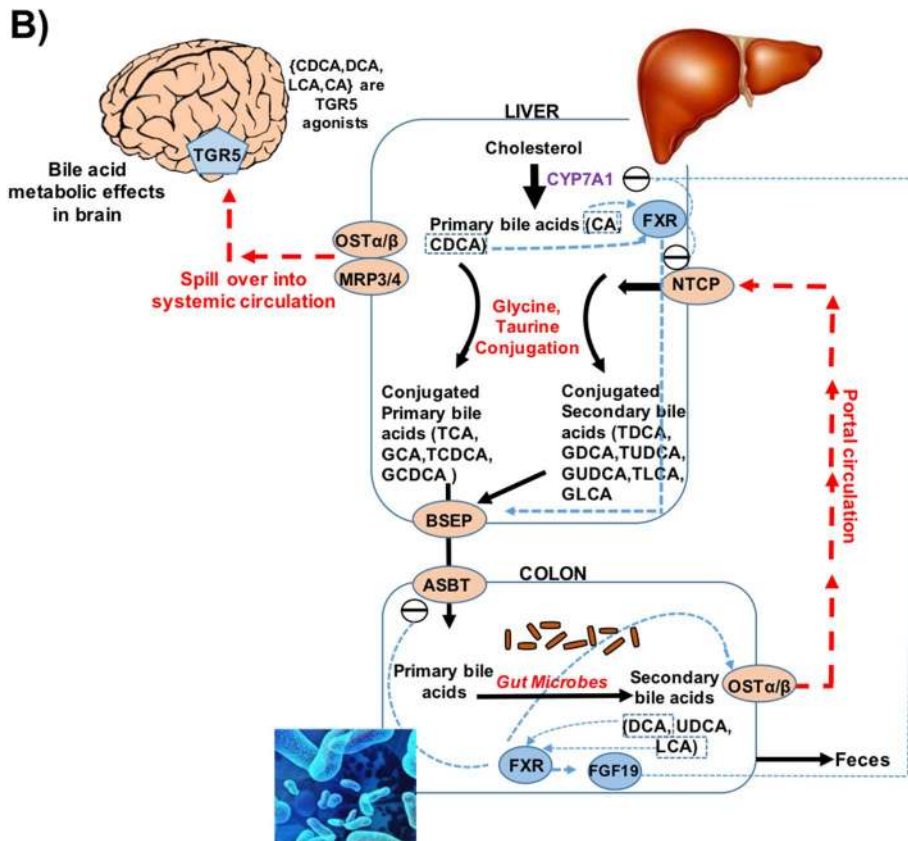 B)
{CDCA,DCA,
LCA,CA} are
TGR5
agonists
TGR5
Bile acid
metabolic effects
in brain
LIVER
Cholesterol
CYP7A1
Primary bile acids (CA,
CDCA)
FXR
OSTα/β
MRP3/4
NTCP
Spill over into
systemic circulation
Glycine,
Taurine
Conjugation
Conjugated
Primary bile
acids (TCA,
GCA,TCDCA,
GCDCA )
Conjugated
Secondary bile
acids (TDCA,
GDCA,TUDCA,
GUDCA,TLCA,
GLCA
Portal circulation
BSEP
ASBT
COLON
Primary bile
acids
Gut Microbes
Secondary
bile acids
OSTα/β
(DCA, UDCA,
LCA)
FXR
FGF19
Feces